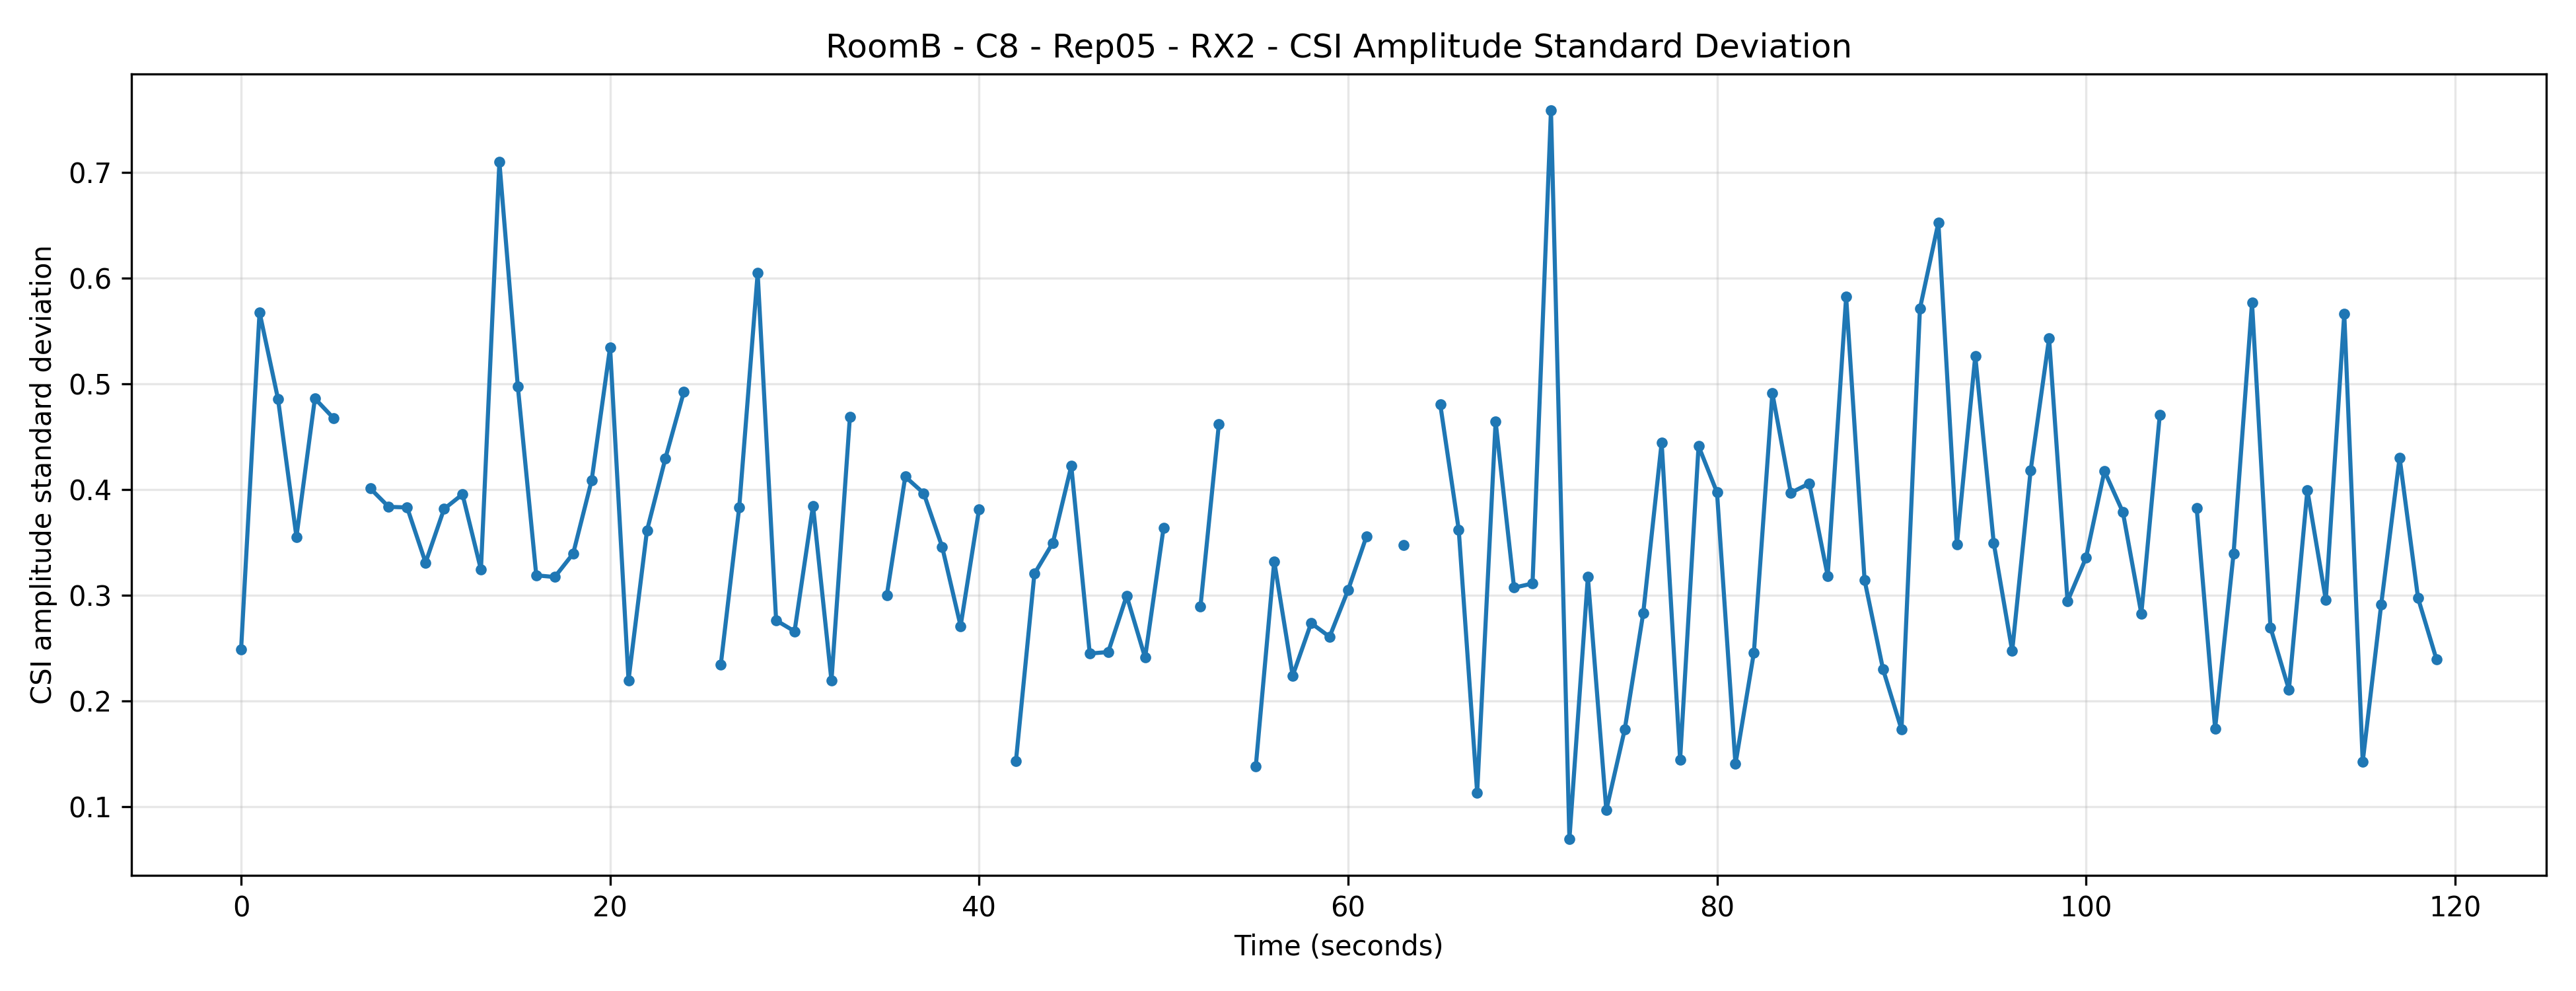 RoomB - C8 - Rep05 - RX2 - CSI Amplitude Standard Deviation
CSI amplitude standard deviation
0.7
0.6
0.5
0.4
0.3
0.2
0.1
0 20 40 60 80 100 120
Time (seconds)